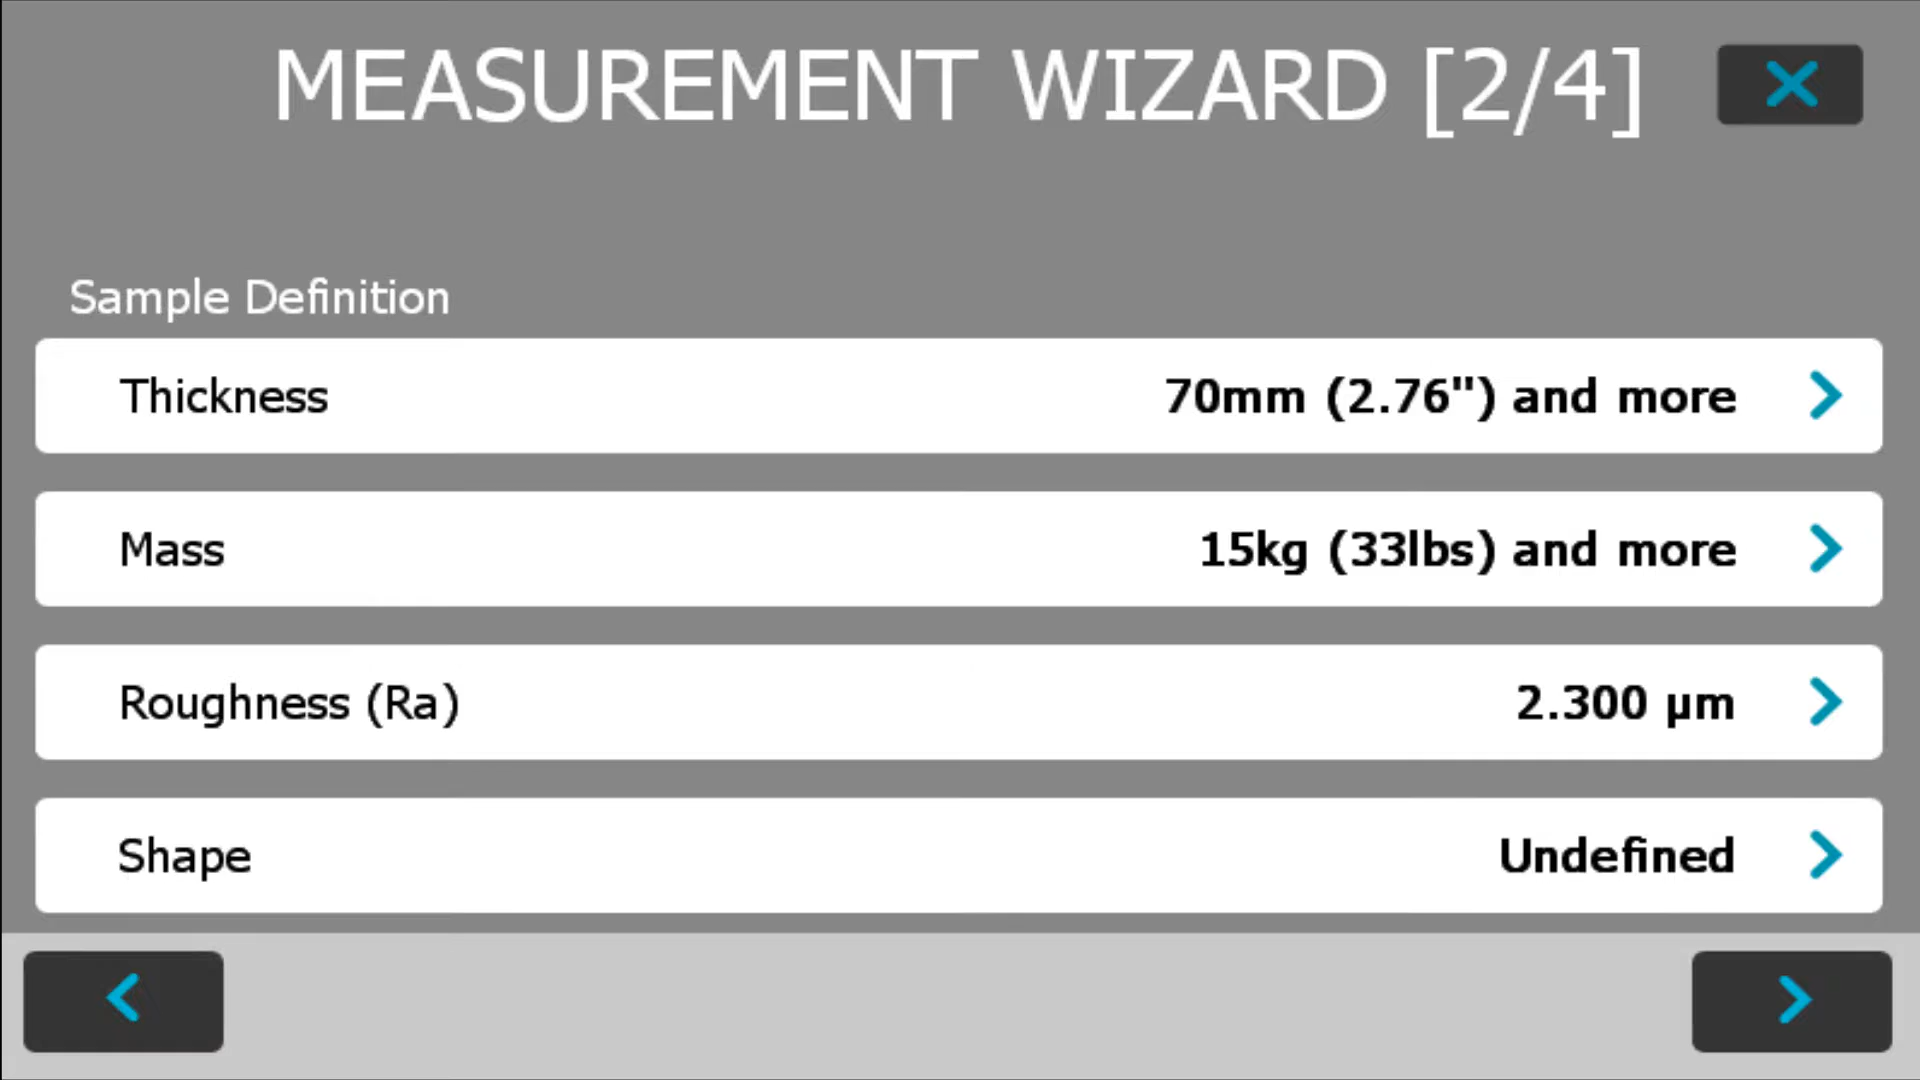 MEASUREMENT WIZARD [2/4]
Sample Definition
Thickness 70mm (2.76") and more
Mass 15kg (33lbs) and more
Roughness (Ra) 2.300 µm
Shape Undefined